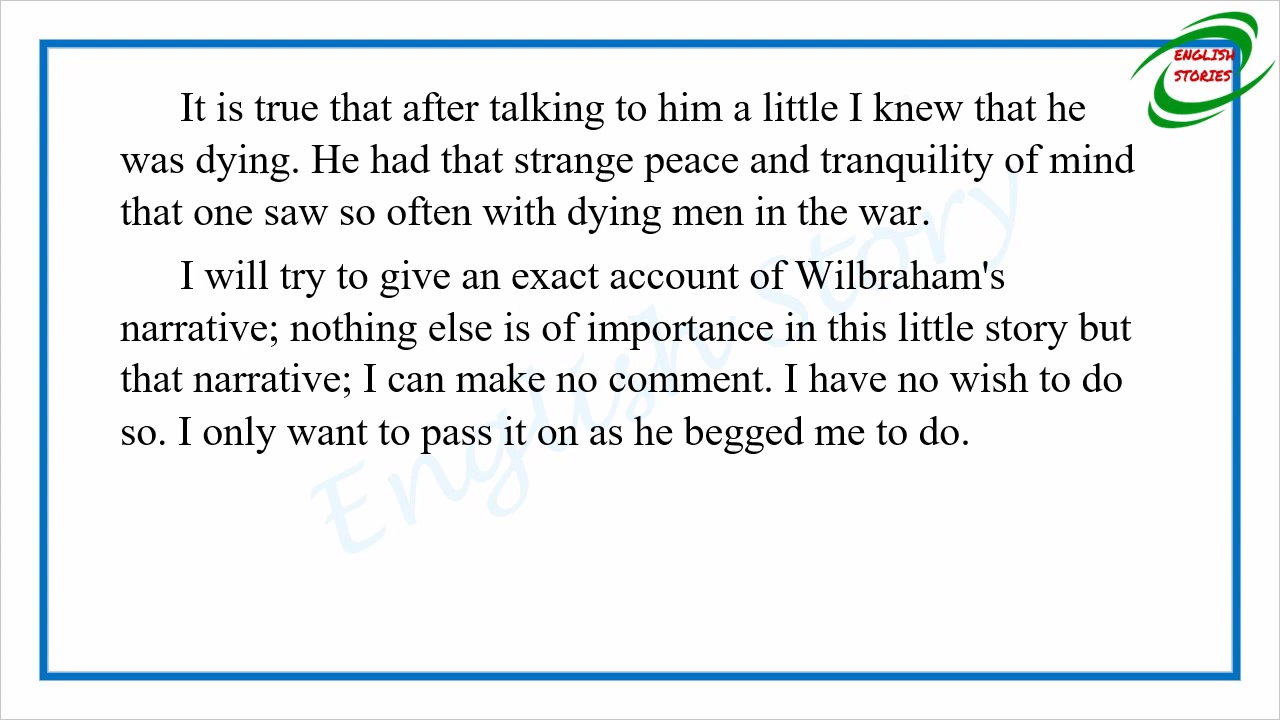 ENGLISH
STORIES
It is true that after talking to him a little I knew that he
was dying. He had that strange peace and tranquility of mind
that one saw so often with dying men in the war.
I will try to give an exact account of Wilbraham's
narrative; nothing else is of importance in this little story but
that narrative; I can make no comment. I have no wish to do
so. I only want to pass it on as he begged me to do.
English Story